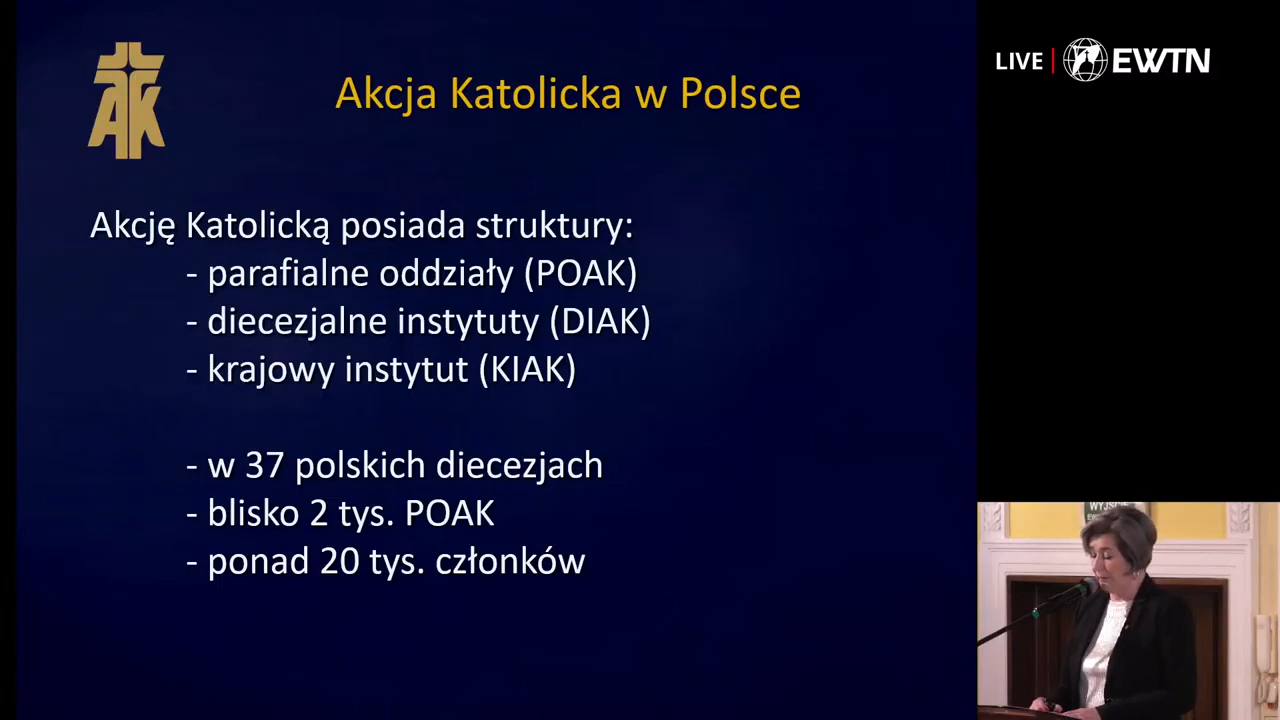 LIVE | EWTN
AK
Akcja Katolicka w Polsce
Akcję Katolicką posiada struktury:
- parafialne oddziały (POAK)
- diecezjalne instytuty (DIAK)
- krajowy instytut (KIAK)
- w 37 polskich diecezjach
- blisko 2 tys. POAK
- ponad 20 tys. członków
WYJŚCIE